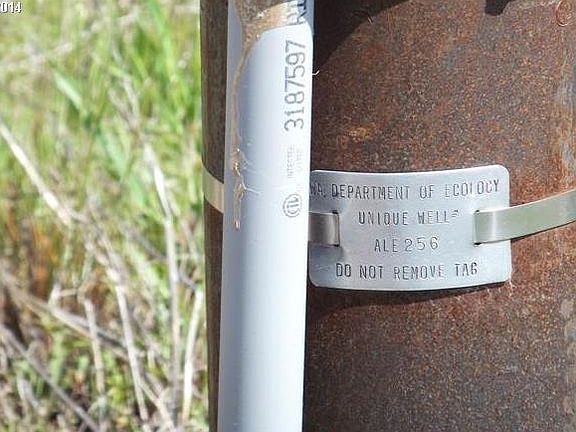 014
3187597
WA. DEPARTMENT OF ECOLOGY
UNIQUE WELL#
ALE256
DO NOT REMOVE TAG